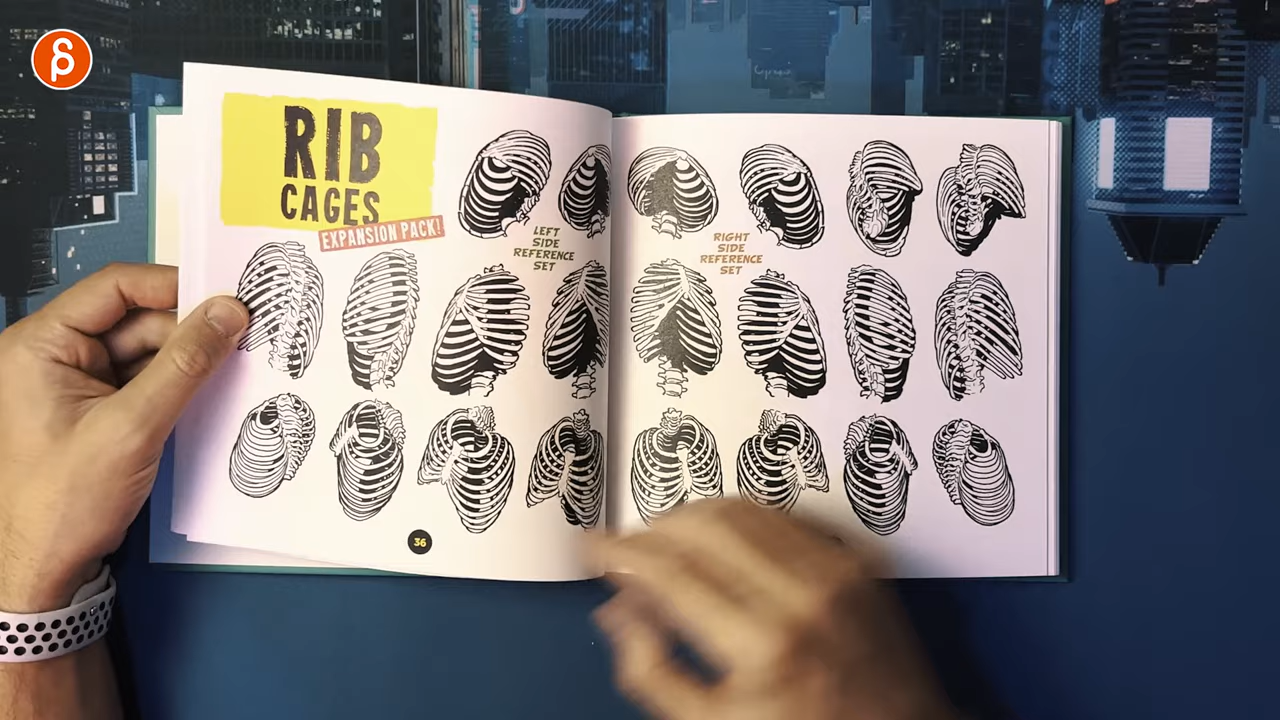 RIB
CAGES
EXPANSION PACK!
LEFT
SIDE
REFERENCE
SET
RIGHT
SIDE
REFERENCE
SET
36